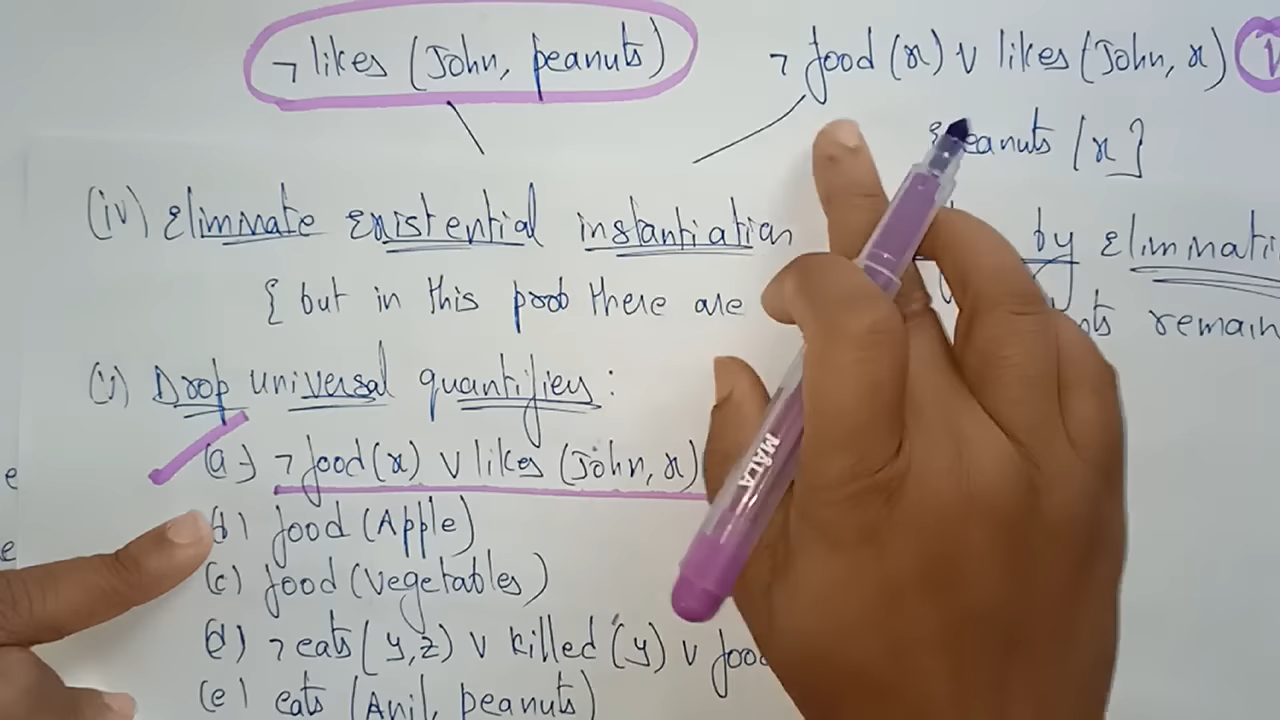 ¬ likes (John, peanuts)
¬ food (x) ∨ likes (John, x)
{peanuts / x}
(iv) Eliminate existential instantiation
by Eliminati
{ but in this prob there are
remain
(v) Drop universal quantifiers :
(a) ¬ food (x) ∨ likes (John, x)
(b) food (Apple)
(c) food (vegetables)
(d) ¬ eats (y, z) ∨ killed (y) ∨ food
(e) eats (Anil, peanuts)
MALA